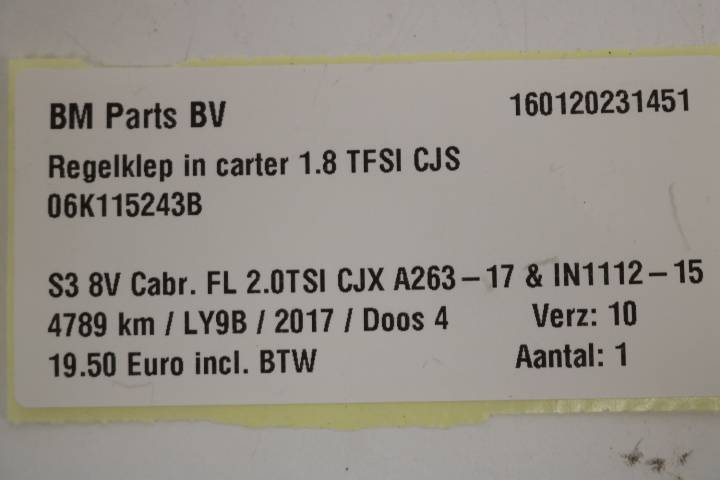 BM Parts BV 160120231451
Regelklep in carter 1.8 TFSI CJS
06K115243B
S3 8V Cabr. FL 2.0TSI CJX A263-17 & IN1112-15
4789 km / LY9B / 2017 / Doos 4 Verz: 10
19.50 Euro incl. BTW Aantal: 1